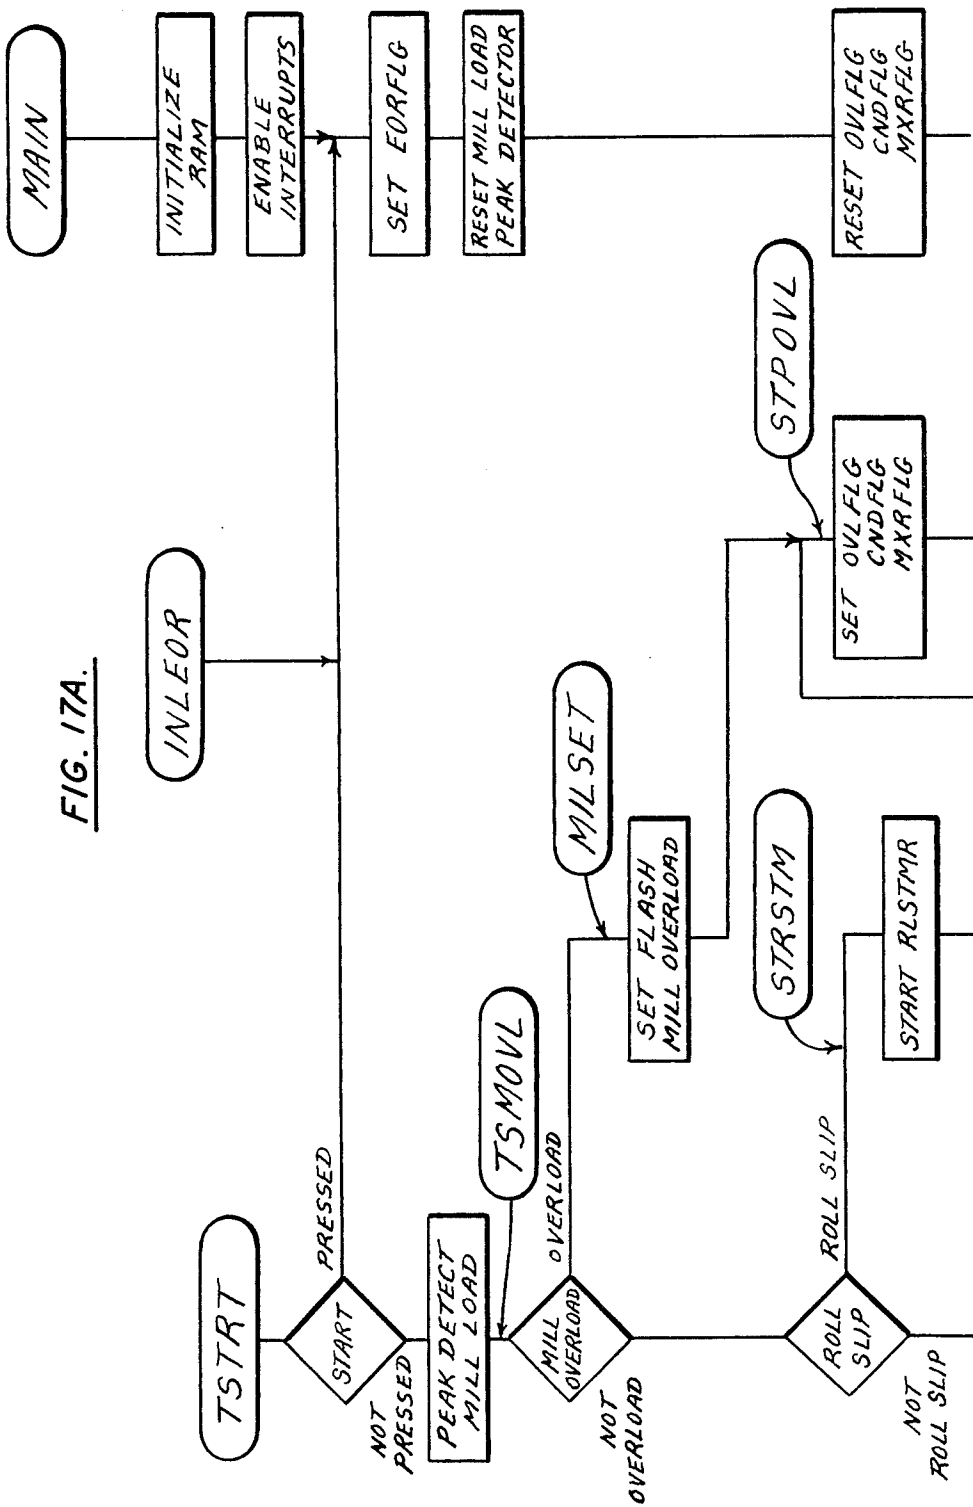 FIG. 17A.
MAIN
INITIALIZE
RAM
ENABLE
INTERRUPTS
SET EORFLG
RESET MILL LOAD
PEAK DETECTOR
RESET OVLFLG
CNDFLG
MXRFLG
INLEOR
STPOVL
SET OVLFLG
CNDFLG
MXRFLG
MILSET
SET FLASH
MILL OVERLOAD
STRSTM
START RLSTMR
TSTRT
START
PRESSED
NOT
PRESSED
PEAK DETECT
MILL LOAD
TSMOVL
MILL
OVERLOAD
OVERLOAD
NOT
OVERLOAD
ROLL
SLIP
ROLL SLIP
NOT
ROLL SLIP